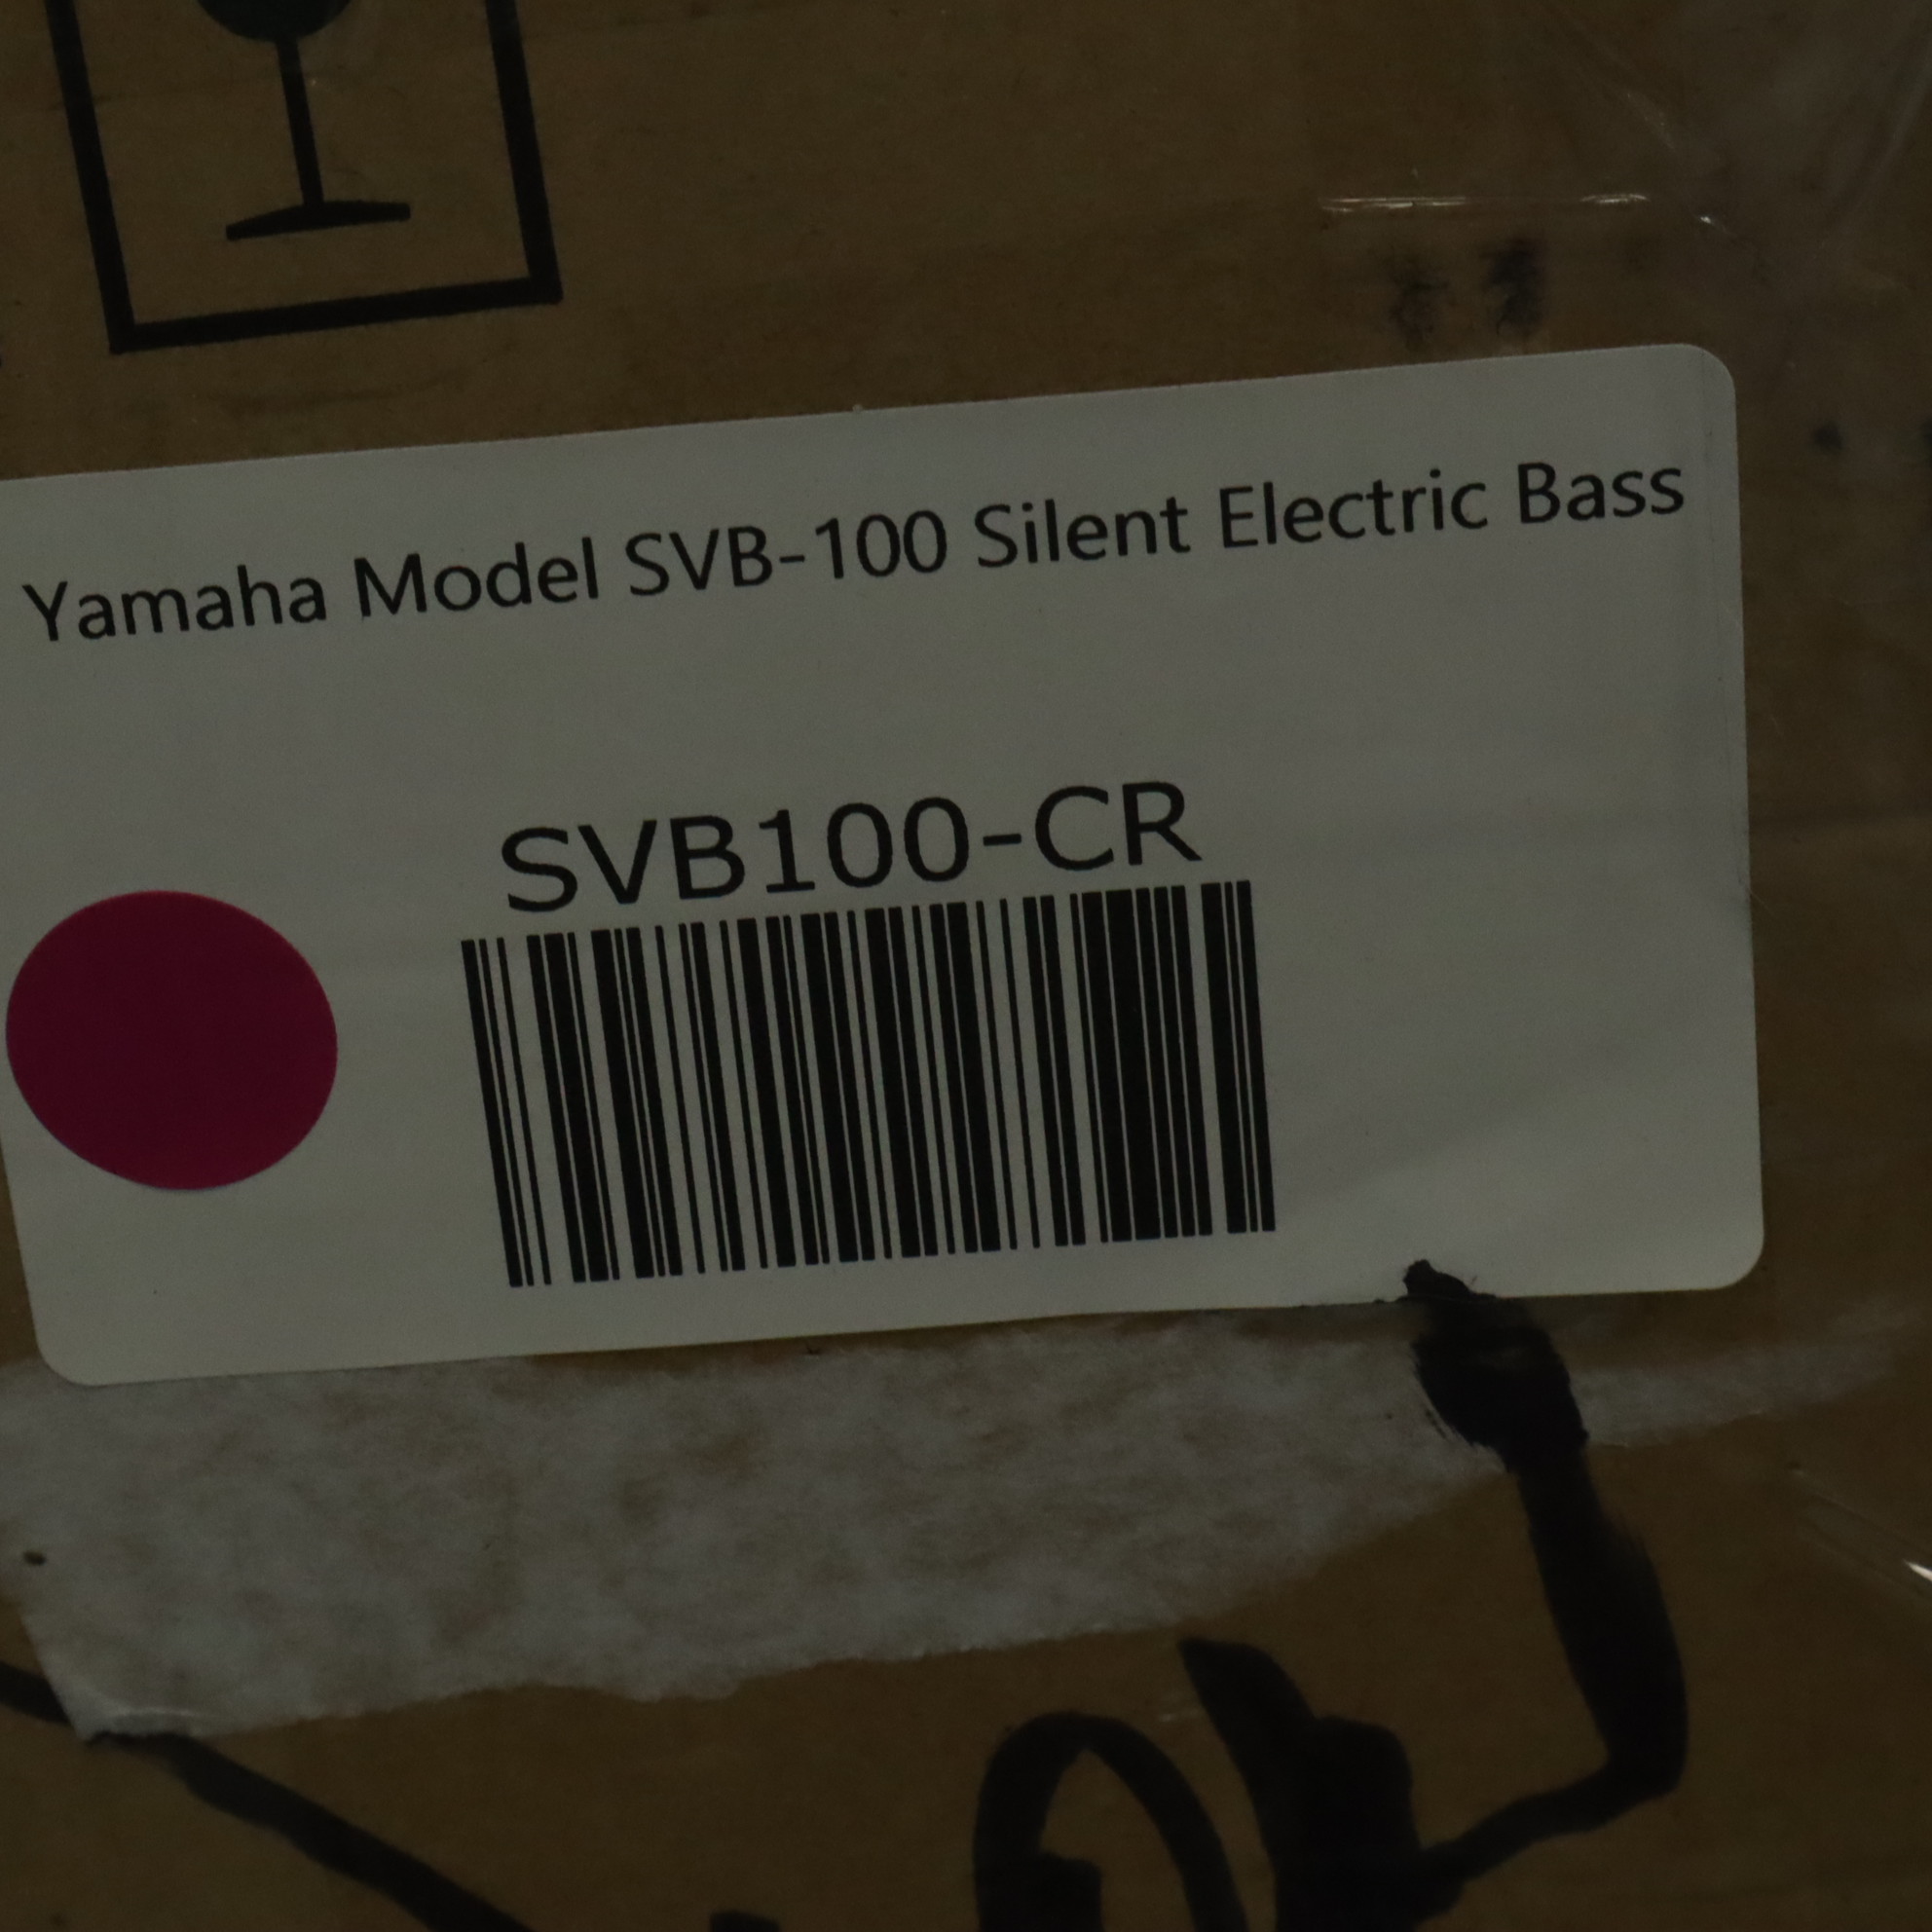 Yamaha Model SVB-100 Silent Electric Bass
SVB100-CR